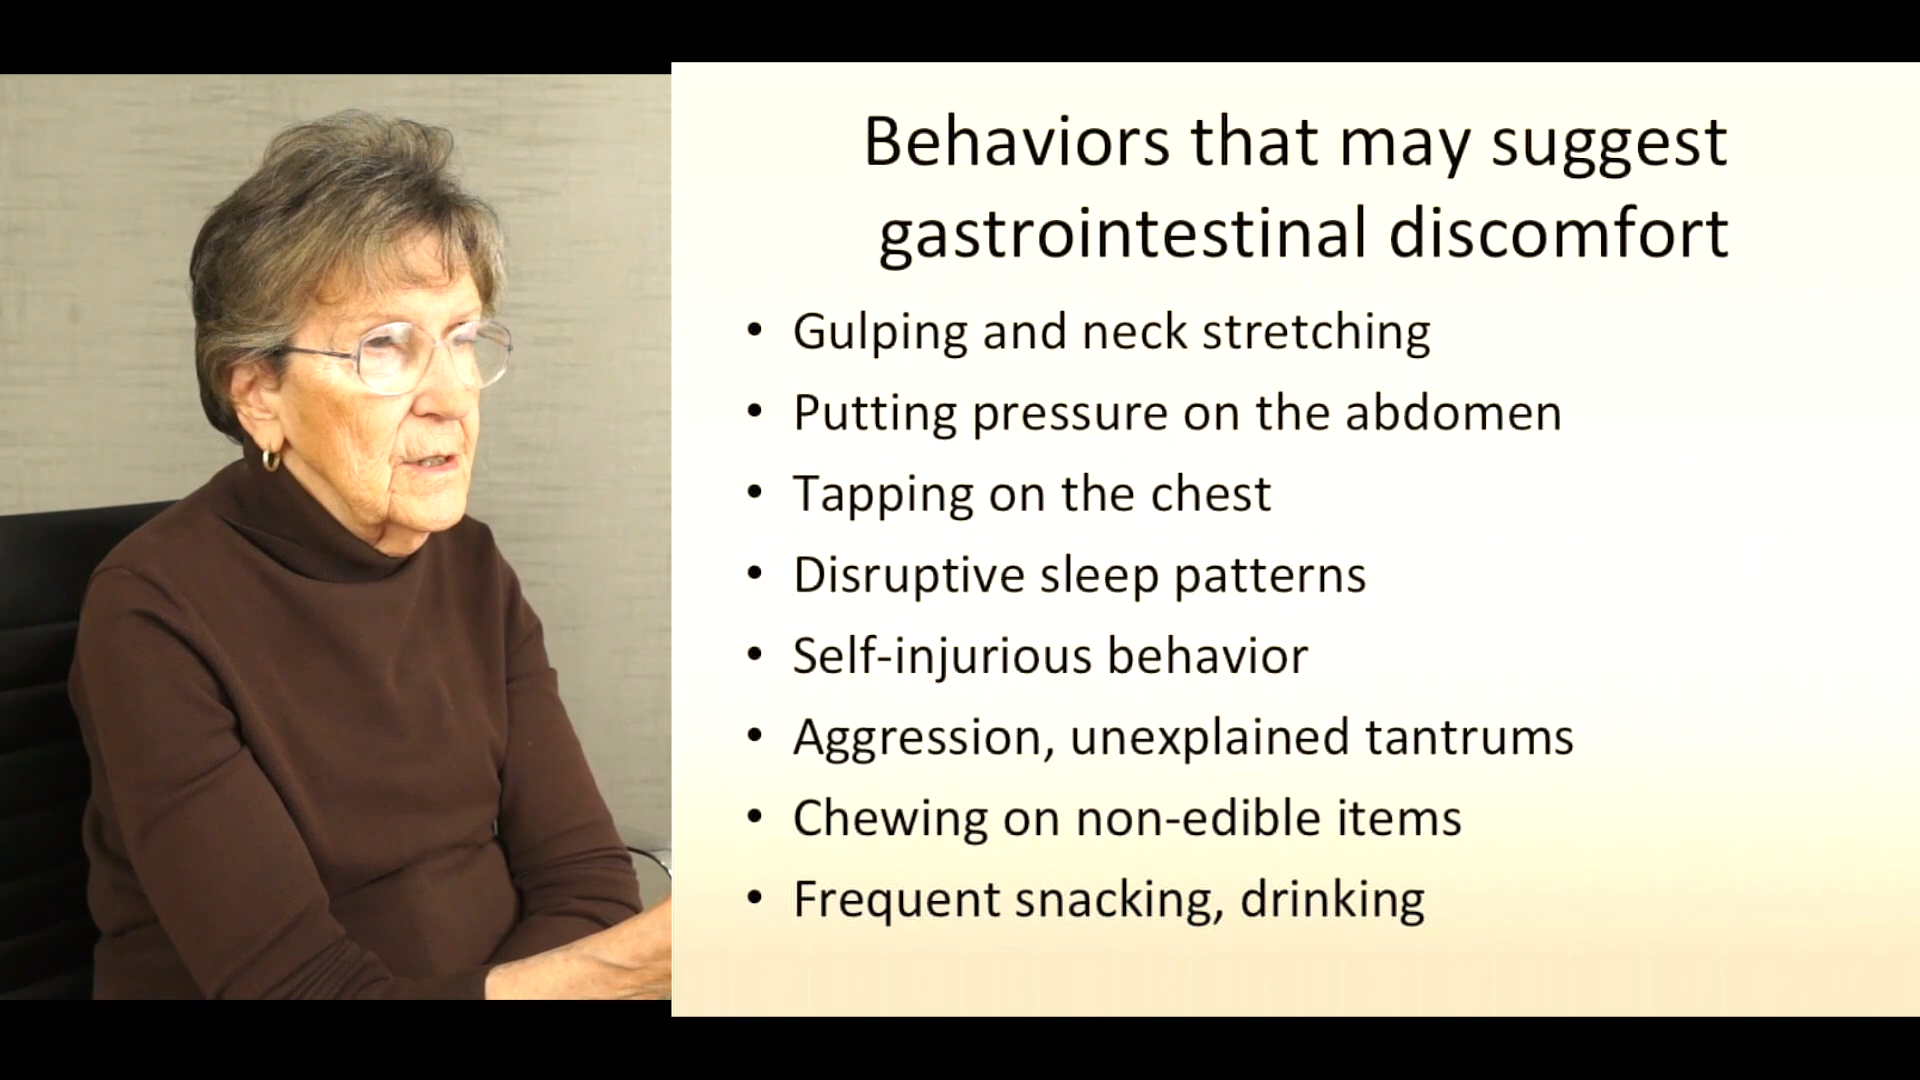 Behaviors that may suggest
gastrointestinal discomfort
• Gulping and neck stretching
• Putting pressure on the abdomen
• Tapping on the chest
• Disruptive sleep patterns
• Self-injurious behavior
• Aggression, unexplained tantrums
• Chewing on non-edible items
• Frequent snacking, drinking